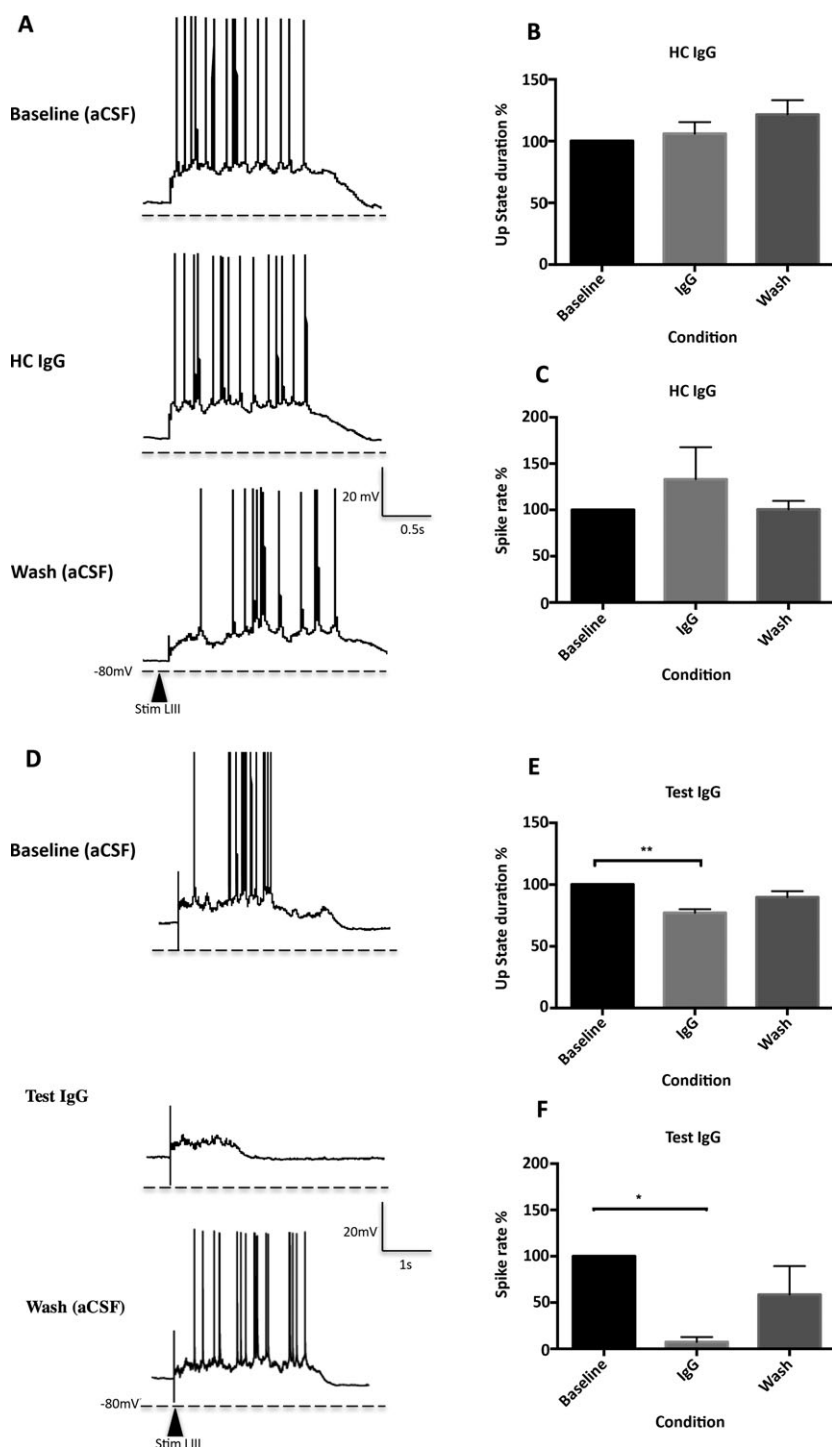 A
Baseline (aCSF)
HC IgG
20 mV
0.5s
Wash (aCSF)
-80mV
Stim LIII
B
HC IgG
Up State duration %
150
100
50
0
Baseline
IgG
Wash
Condition
C
HC IgG
Spike rate %
200
150
100
50
0
Baseline
IgG
Wash
Condition
D
Baseline (aCSF)
Test IgG
20mV
1s
Wash (aCSF)
-80mV
Stim LIII
E
Test IgG
Up State duration %
150
100
50
0
**
Baseline
IgG
Wash
Condition
F
Test IgG
Spike rate %
200
150
100
50
0
*
Baseline
IgG
Wash
Condition